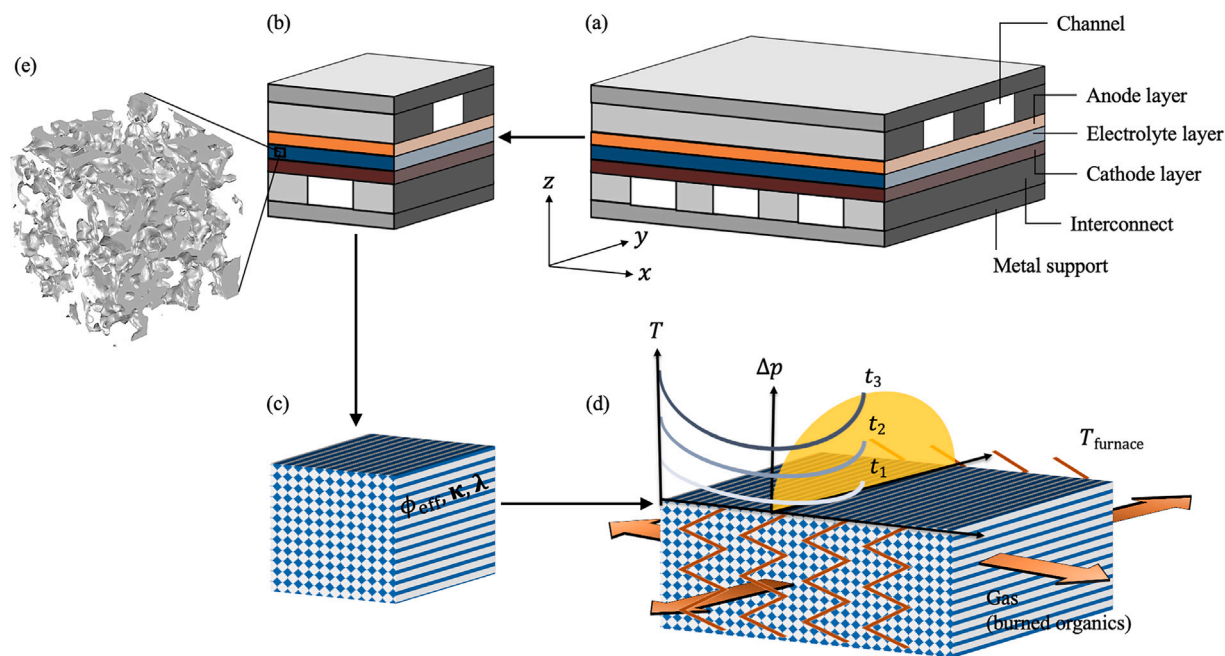 (e)
(b)
(a)
Channel
Anode layer
Electrolyte layer
Cathode layer
Interconnect
Metal support
z
y
x
(c)
ϕeff, κ, λ
(d)
T
Δp
t3
t2
t1
Tfurnace
Gas
(burned organics)